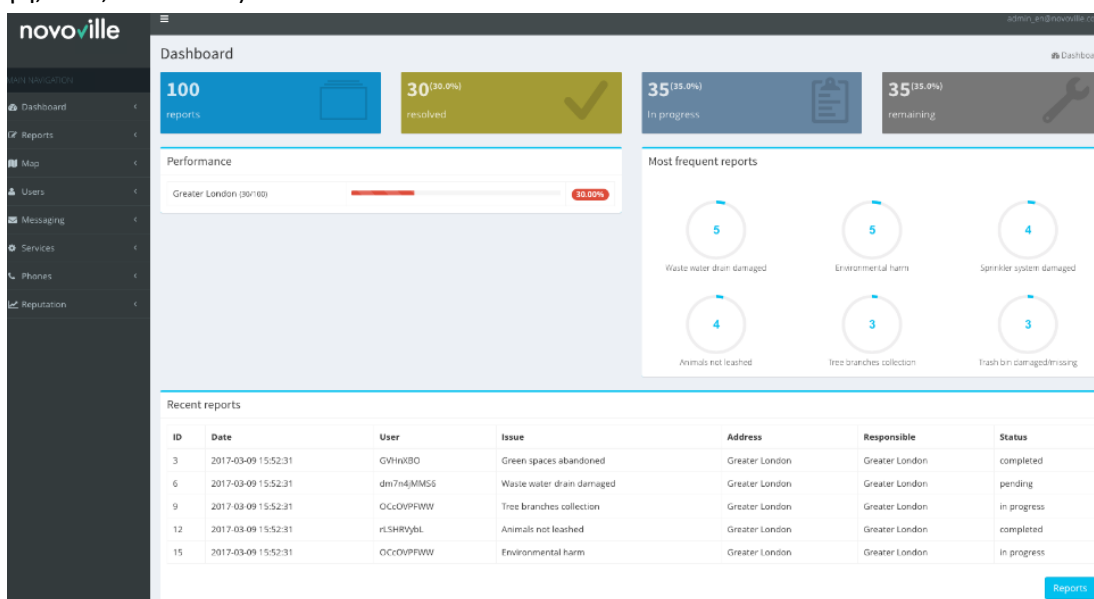 novoville
admin_en@novoville.co
MAIN NAVIGATION
Dashboard
Reports
Map
Users
Messaging
Services
Phones
Reputation
Dashboard
Dashboa
100
reports
30(30.0%)
resolved
35(35.0%)
In progress
35(35.0%)
remaining
Performance
Greater London (30/100) 30.00%
Most frequent reports
5 5 4
Waste water drain damaged Environmental harm Sprinkler system damaged
4 3 3
Animals not leashed Tree branches collection Trash bin damaged/missing
Recent reports
ID Date User Issue Address Responsible Status
3 2017-03-09 15:52:31 GVHnXBO Green spaces abandoned Greater London Greater London completed
6 2017-03-09 15:52:31 dm7n4jMMS6 Waste water drain damaged Greater London Greater London pending
9 2017-03-09 15:52:31 OCcOVPFWW Tree branches collection Greater London Greater London in progress
12 2017-03-09 15:52:31 rLSHRVybL Animals not leashed Greater London Greater London completed
15 2017-03-09 15:52:31 OCcOVPFWW Environmental harm Greater London Greater London in progress
Reports